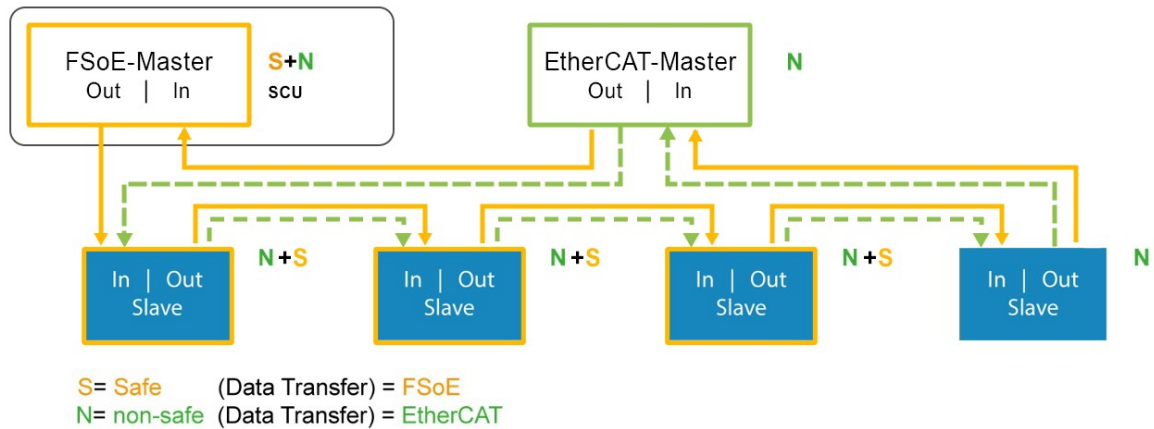 FSoE-Master S+N
Out | In SCU
EtherCAT-Master N
Out | In
In | Out
Slave
N+S
In | Out
Slave
N+S
In | Out
Slave
N+S
In | Out
Slave
N
S= Safe (Data Transfer) = FSoE
N= non-safe (Data Transfer) = EtherCAT